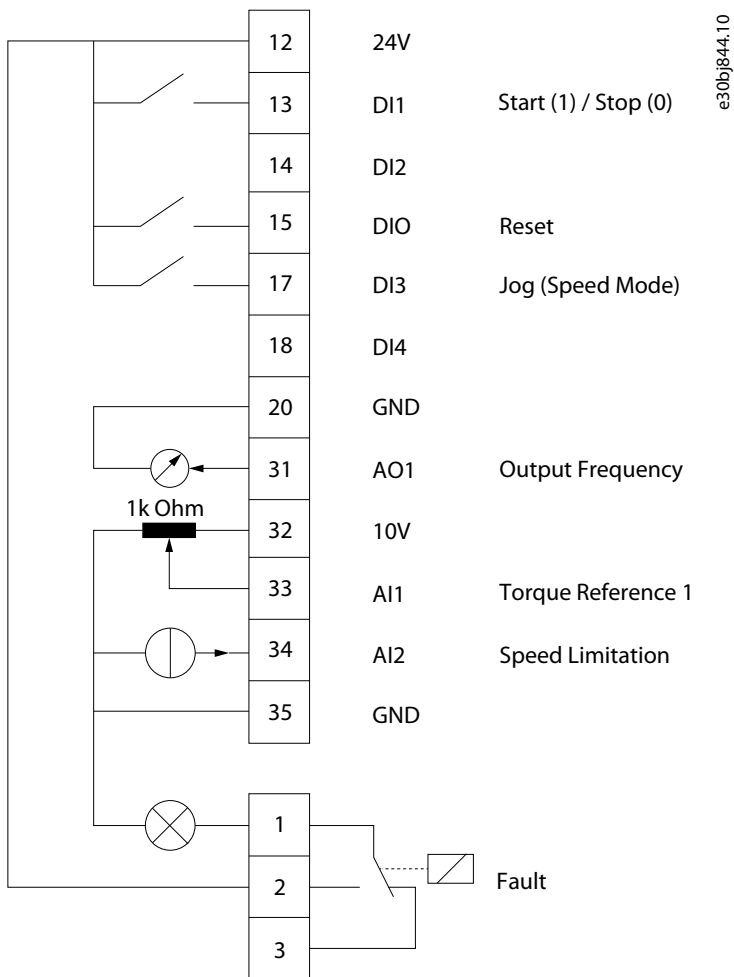 12 24V
13 DI1 Start (1) / Stop (0)
14 DI2
15 DIO Reset
17 DI3 Jog (Speed Mode)
18 DI4
20 GND
31 AO1 Output Frequency
1k Ohm
32 10V
33 AI1 Torque Reference 1
34 AI2 Speed Limitation
35 GND
1
2 Fault
3
e30bj844.10